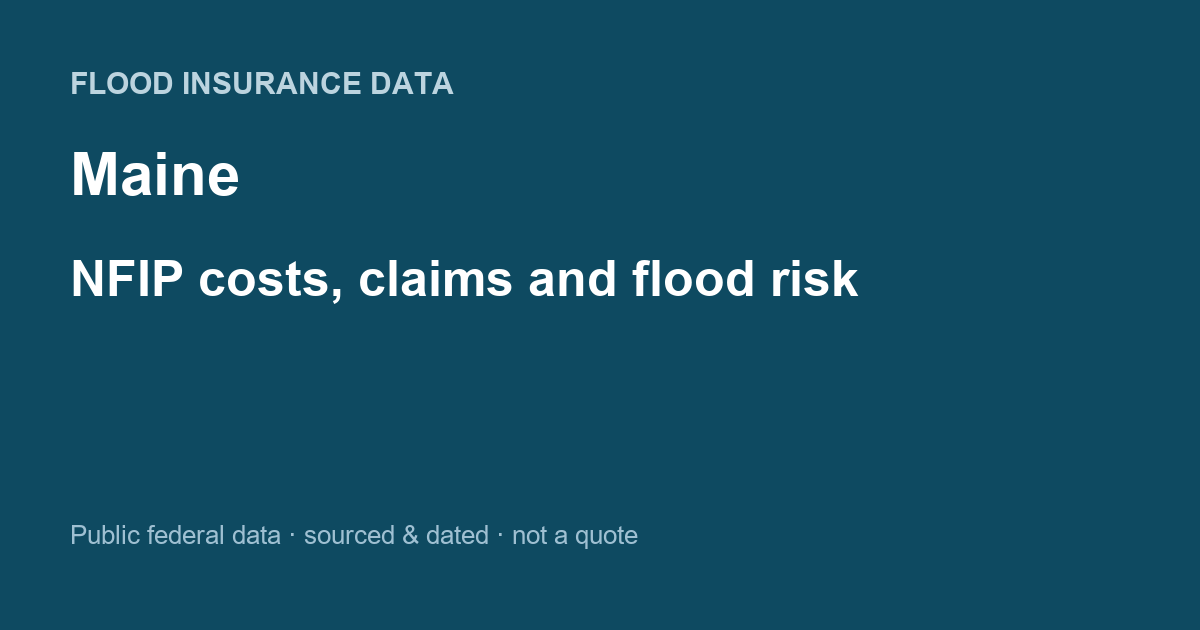 FLOOD INSURANCE DATA
Maine
NFIP costs, claims and flood risk
Public federal data · sourced & dated · not a quote